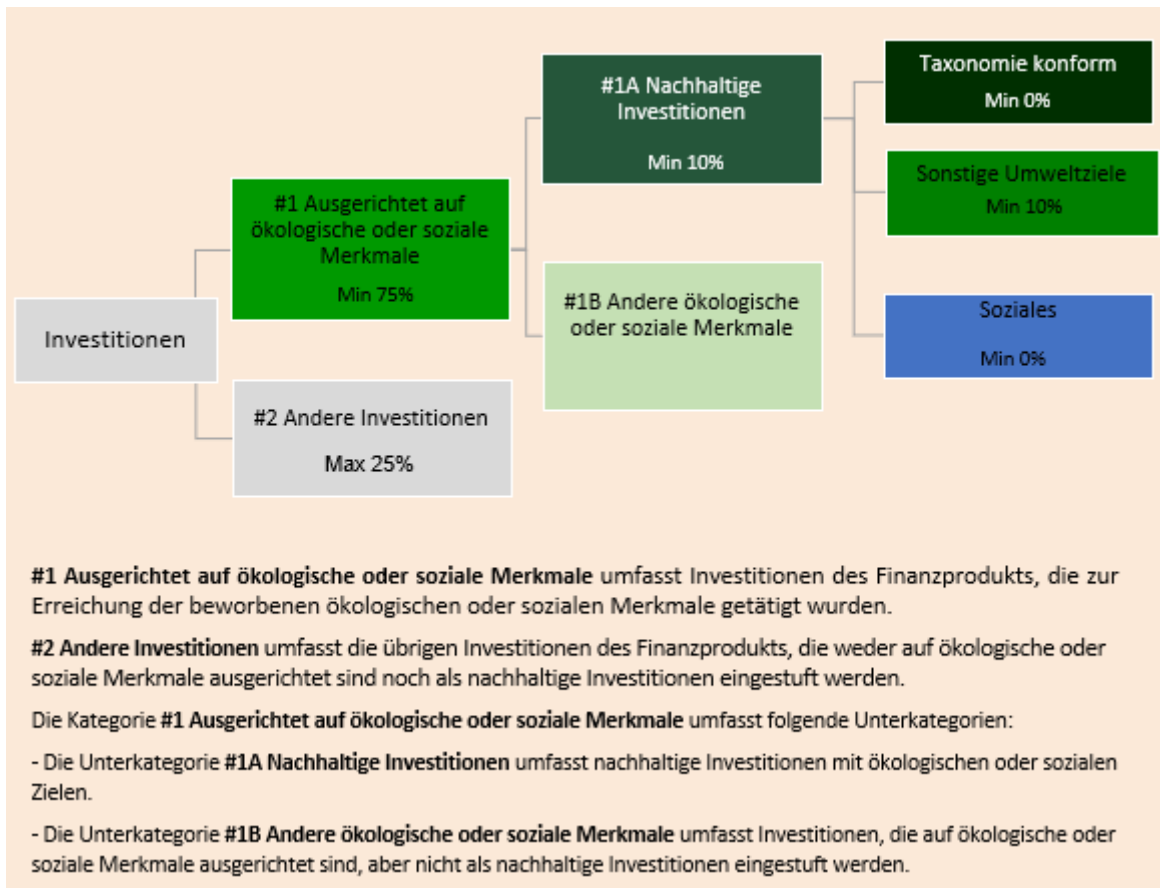 Investitionen
#1 Ausgerichtet auf
ökologische oder soziale
Merkmale
Min 75%
#2 Andere Investitionen
Max 25%
#1A Nachhaltige
Investitionen
Min 10%
#1B Andere ökologische
oder soziale Merkmale
Taxonomie konform
Min 0%
Sonstige Umweltziele
Min 10%
Soziales
Min 0%
#1 Ausgerichtet auf ökologische oder soziale Merkmale umfasst Investitionen des Finanzprodukts, die zur
Erreichung der beworbenen ökologischen oder sozialen Merkmale getätigt wurden.
#2 Andere Investitionen umfasst die übrigen Investitionen des Finanzprodukts, die weder auf ökologische oder
soziale Merkmale ausgerichtet sind noch als nachhaltige Investitionen eingestuft werden.
Die Kategorie #1 Ausgerichtet auf ökologische oder soziale Merkmale umfasst folgende Unterkategorien:
- Die Unterkategorie #1A Nachhaltige Investitionen umfasst nachhaltige Investitionen mit ökologischen oder sozialen
Zielen.
- Die Unterkategorie #1B Andere ökologische oder soziale Merkmale umfasst Investitionen, die auf ökologische oder
soziale Merkmale ausgerichtet sind, aber nicht als nachhaltige Investitionen eingestuft werden.